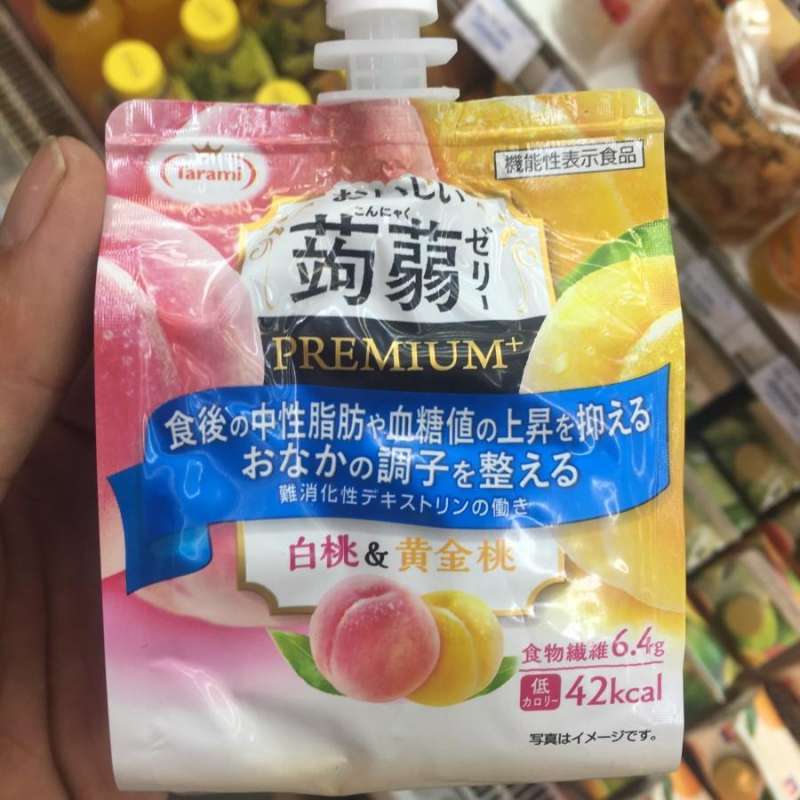 Tarami
機能性表示食品
おいしい
こんにゃく
蒟蒻ゼリー
PREMIUM+
食後の中性脂肪や血糖値の上昇を抑える
おなかの調子を整える
難消化性デキストリンの働き
白桃&黄金桃
食物繊維6.4g
低カロリー 42kcal
写真はイメージです。